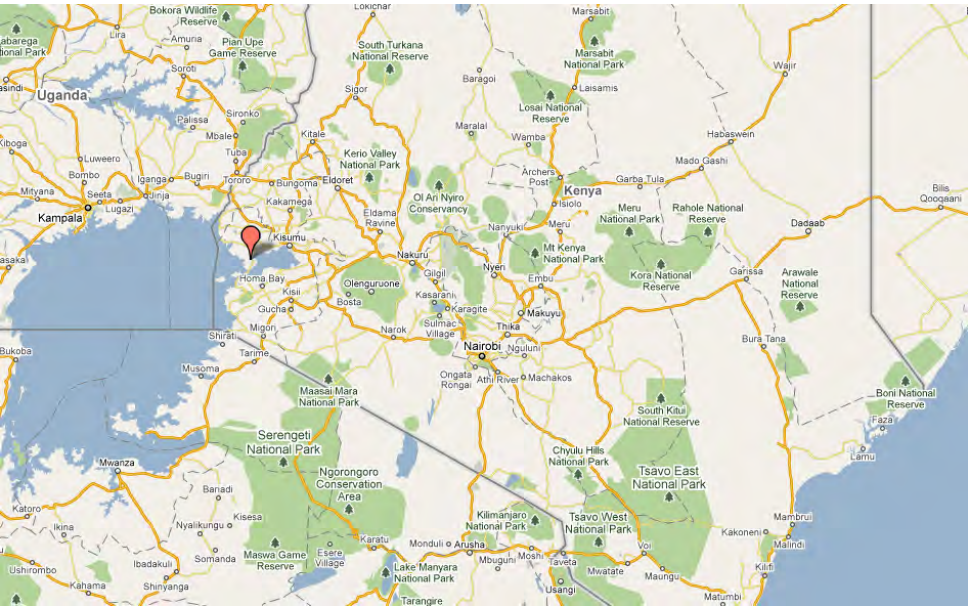 Bokora Wildlife
Reserve
Lokichar
Marsabit
Lira
Amuria
Pian Upe
Game Reserve
South Turkana
National Reserve
Marsabit
National Park
Wajir
Soroti
Baragoi
Laisamis
Sigor
Uganda
Losai National
Reserve
Sironko
Palissa
Mbale
Kitale
Maralal
Wamba
Habaswein
Tuba
Kerio Valley
National Park
Mado Gashi
Luweero
Bombo
Iganga
Bugiri
Tororo
Bungoma
Eldoret
Archers
Post
Kenya
Garba Tula
Mityana
Seeta
Lugazi
Jinja
Kampala
Kakamega
Ol Ari Nyiro
Conservancy
Isiolo
Bilis
Qooqaani
Eldama
Ravine
Nanyuki
Meru
Meru
National Park
Rahole National
Reserve
Dadaab
Kisumu
Nakuru
Mt Kenya
National Park
Homa Bay
Gilgil
Nyeri
Embu
Kora National
Reserve
Garissa
Arawale
National
Reserve
Olenguruone
Kisii
Bosta
Kasarani
Gucha
Karagite
Makuyu
Migori
Narok
Sulmac
Village
Thika
Shirati
Nairobi
Nguluni
Bura Tana
Bukoba
Tarime
Musoma
Ongata
Rongai
Athi River
Machakos
Maasai Mara
National Park
Boni National
Reserve
South Kitui
National Reserve
Faza
Lamu
Serengeti
National Park
Chyulu Hills
National Park
Tsavo East
National Park
Mwanza
Ngorongoro
Conservation
Area
Bariadi
Katoro
Ikina
Nyalikungu
Kisesa
Kilimanjaro
National Park
Tsavo West
National Park
Mambrui
Kakoneni
Malindi
Ibadakuli
Somanda
Maswa Game
Reserve
Esere
Village
Karatu
Monduli
Arusha
Mbuguni
Moshi
Taveta
Voi
Mwatate
Maungu
Kilifi
Ushirombo
Kahama
Shinyanga
Lake Manyara
National Park
Usangi
Matumbi
Tarangire